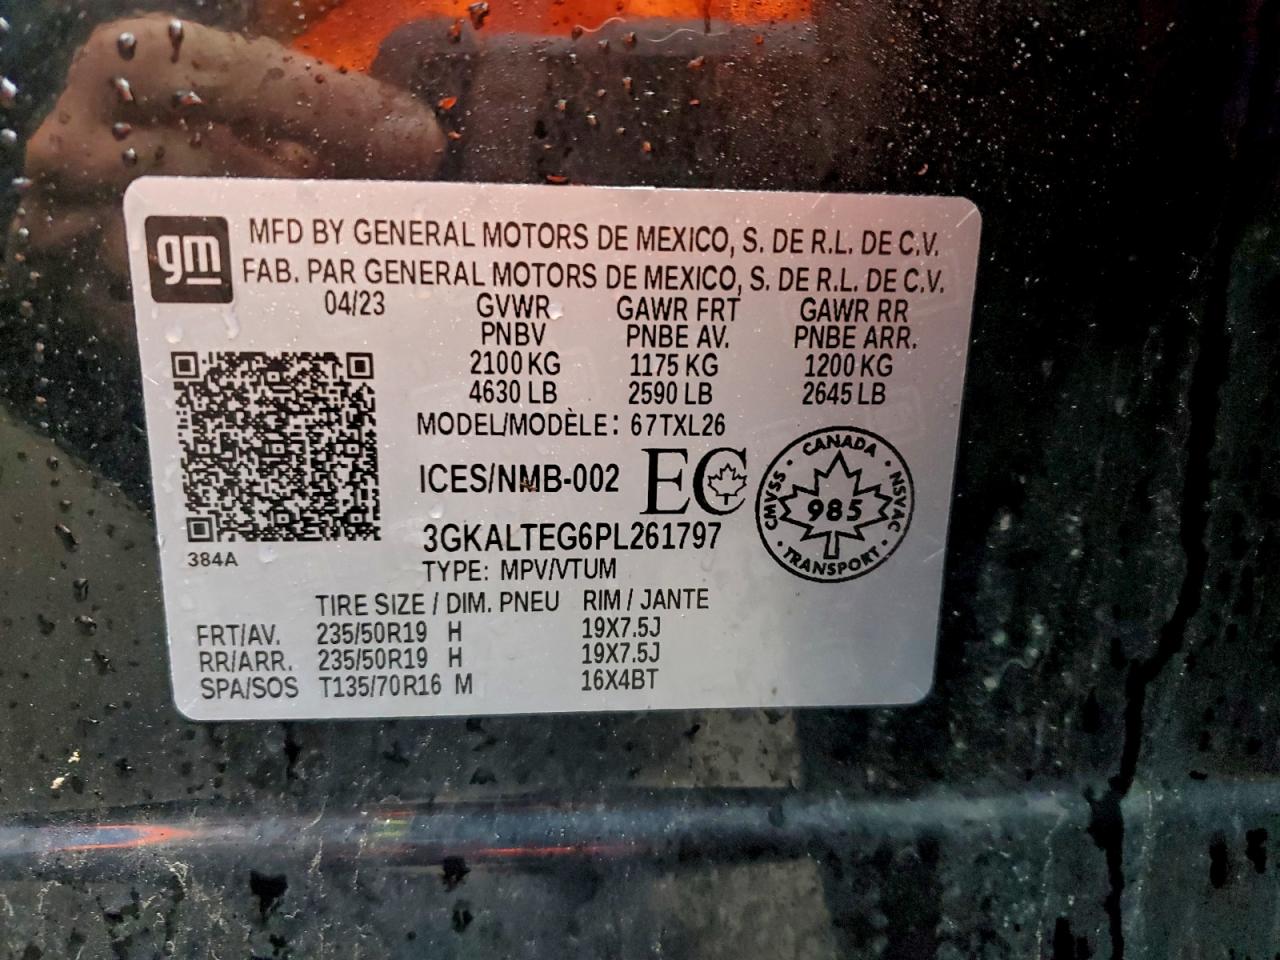 gm
MFD BY GENERAL MOTORS DE MEXICO, S. DE R.L. DE C.V.
FAB. PAR GENERAL MOTORS DE MEXICO, S. DE R.L. DE C.V.
04/23 GVWR GAWR FRT GAWR RR
PNBV PNBE AV. PNBE ARR.
2100 KG 1175 KG 1200 KG
4630 LB 2590 LB 2645 LB
MODEL/MODÈLE: 67TXL26
ICES/NMB-002 EC
CANADA
CMVSS 985 NSVAC
TRANSPORT
3GKALTEG6PL261797
384A
TYPE: MPV/VTUM
TIRE SIZE / DIM. PNEU RIM / JANTE
FRT/AV. 235/50R19 H 19X7.5J
RR/ARR. 235/50R19 H 19X7.5J
SPA/SOS T135/70R16 M 16X4BT